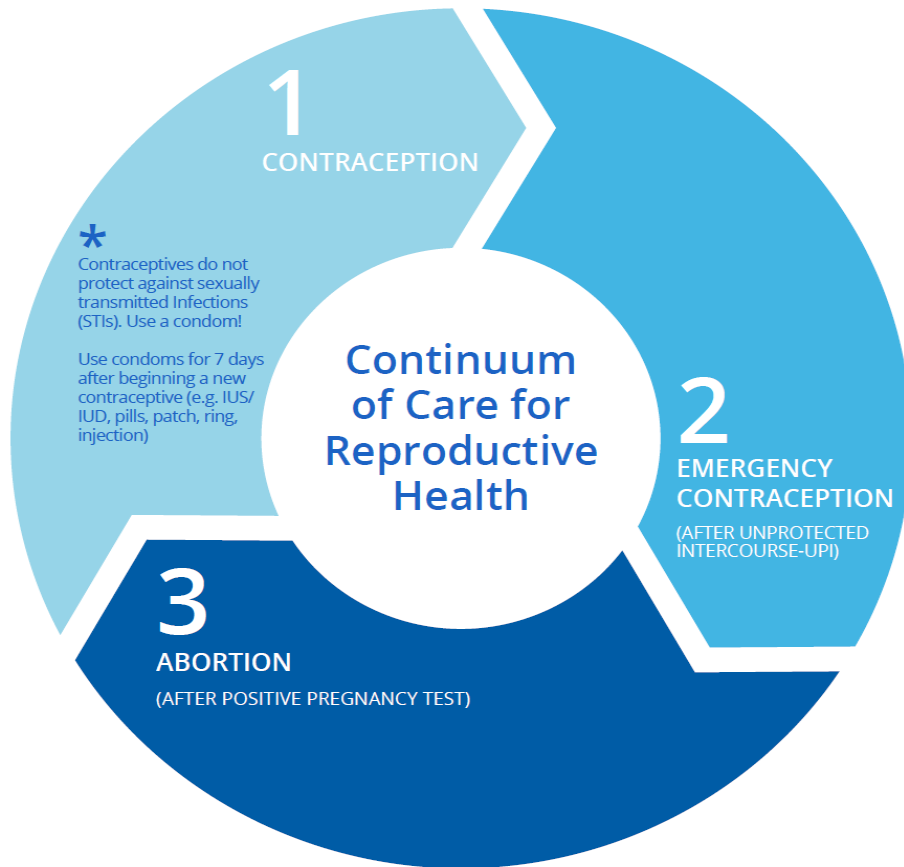 1
CONTRACEPTION
*
Contraceptives do not
protect against sexually
transmitted Infections
(STIs). Use a condom!
Use condoms for 7 days
after beginning a new
contraceptive (e.g. IUS/
IUD, pills, patch, ring,
injection)
Continuum
of Care for
Reproductive
Health
2
EMERGENCY
CONTRACEPTION
(AFTER UNPROTECTED
INTERCOURSE-UPI)
3
ABORTION
(AFTER POSITIVE PREGNANCY TEST)